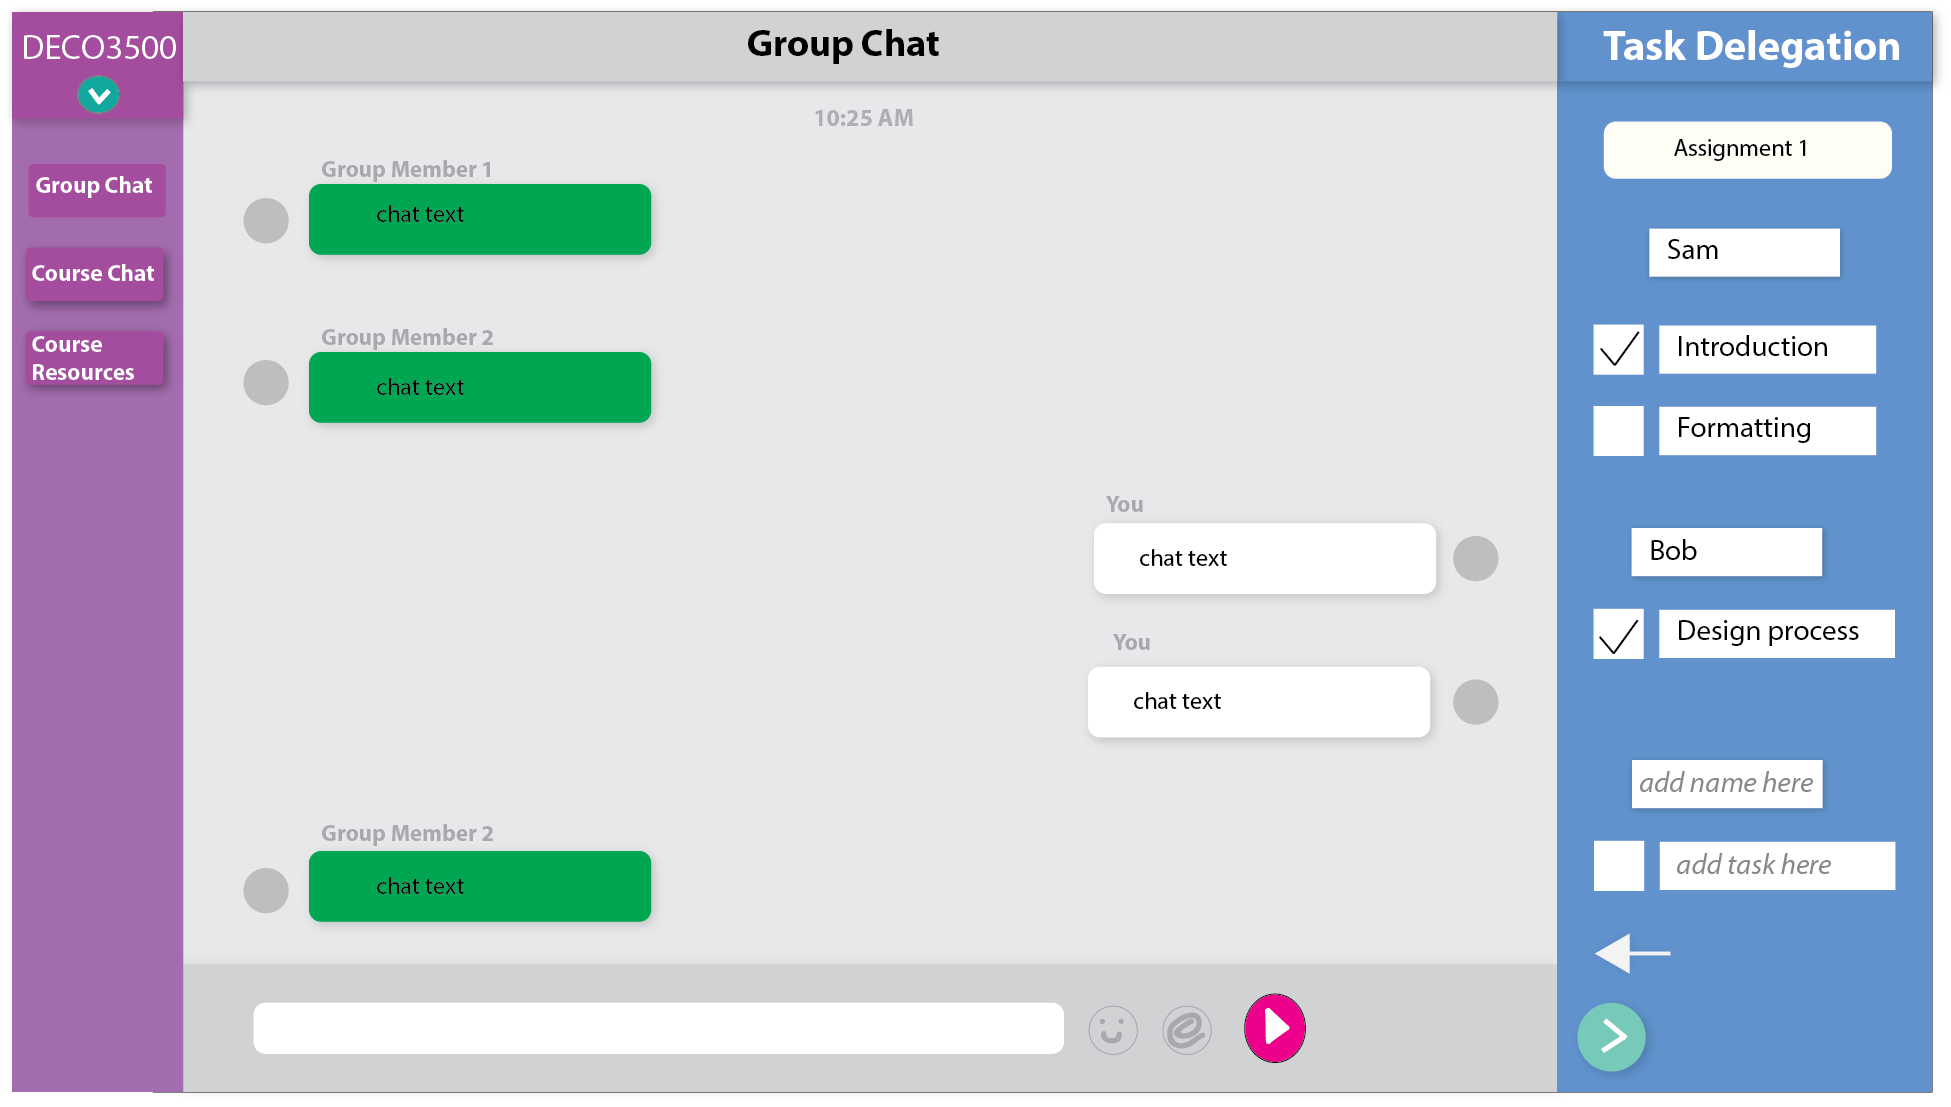 DECO3500
Group Chat
Course Chat
Course
Resources
Group Chat
10:25 AM
Group Member 1
chat text
Group Member 2
chat text
You
chat text
You
chat text
Group Member 2
chat text
Task Delegation
Assignment 1
Sam
Introduction
Formatting
Bob
Design process
add name here
add task here